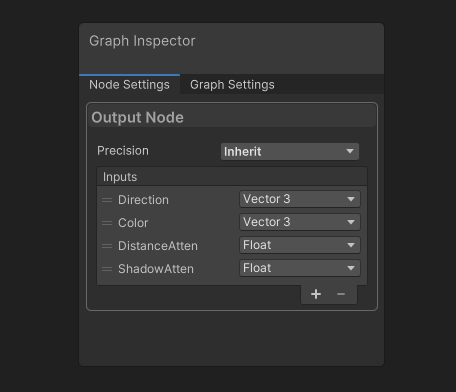 Graph Inspector
Node Settings Graph Settings
Output Node
Precision Inherit
Inputs
Direction Vector 3
Color Vector 3
DistanceAtten Float
ShadowAtten Float
+ −